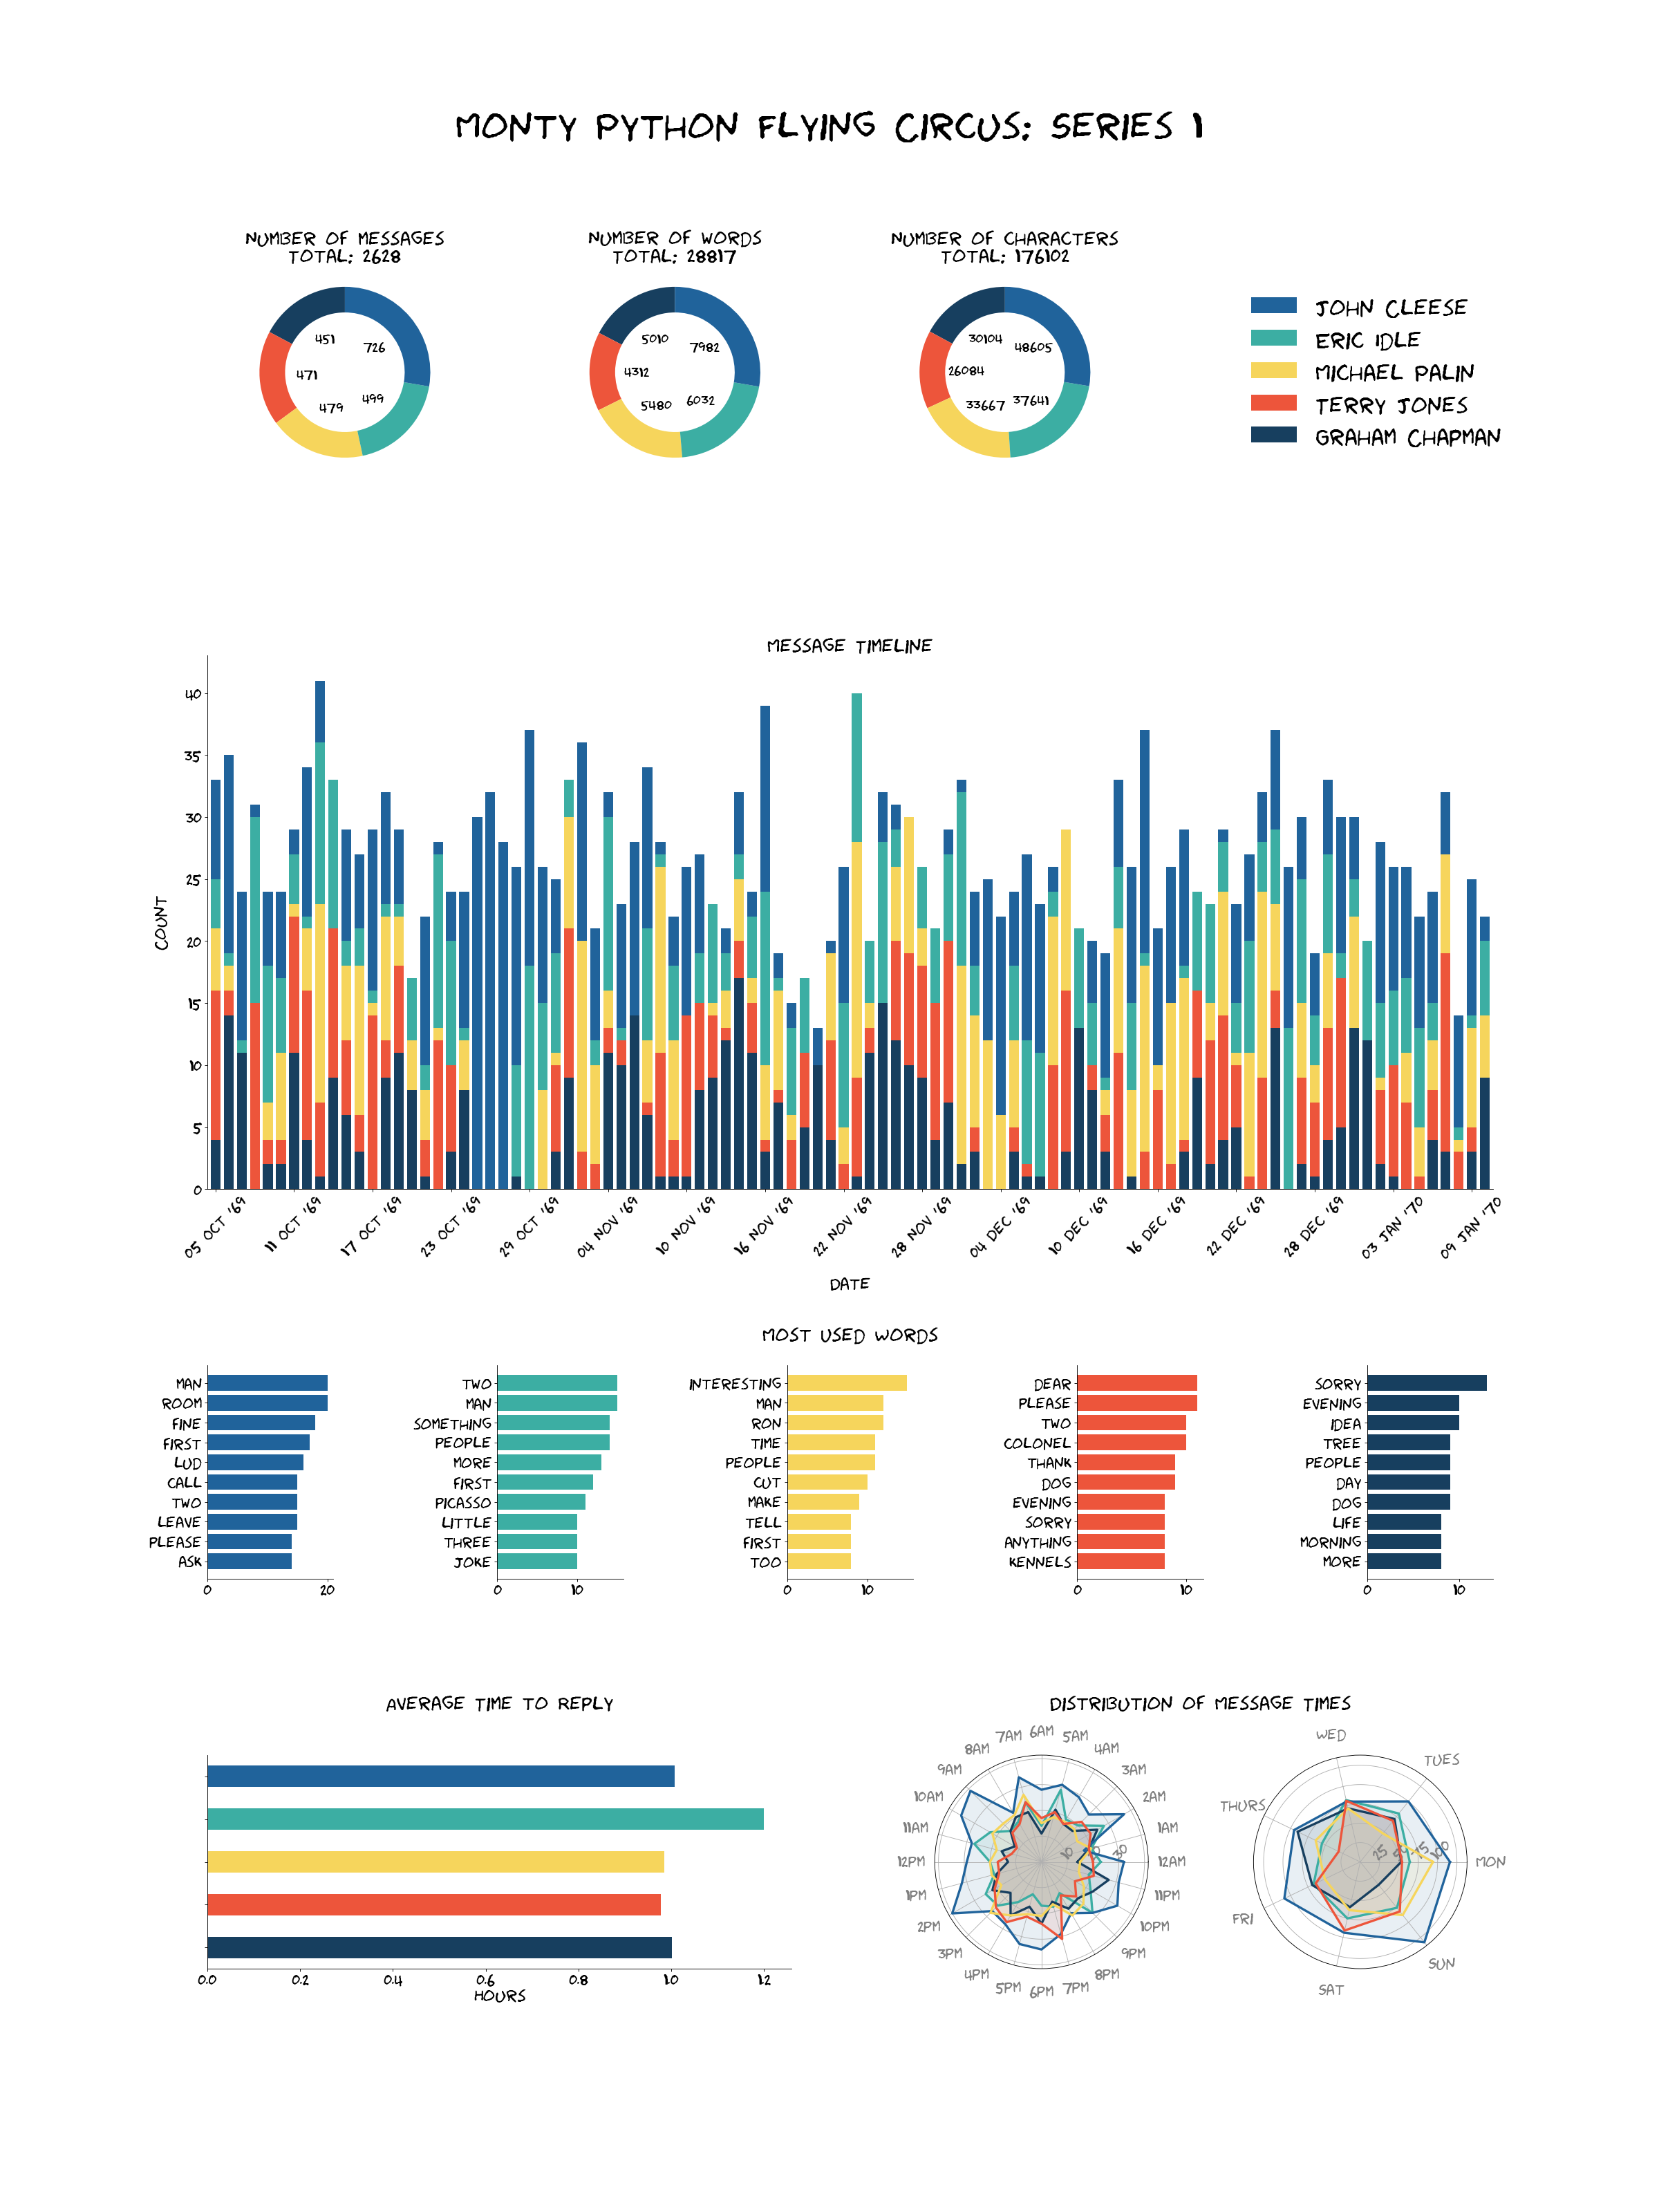 MONTY PYTHON FLYING CIRCUS: SERIES 1
NUMBER OF MESSAGES
TOTAL: 2628
451
726
471
479
499
NUMBER OF WORDS
TOTAL: 28817
5010
7982
4312
5480
6032
NUMBER OF CHARACTERS
TOTAL: 176102
30104
48605
26084
33667
37641
JOHN CLEESE
ERIC IDLE
MICHAEL PALIN
TERRY JONES
GRAHAM CHAPMAN
MESSAGE TIMELINE
COUNT
40
35
30
25
20
15
10
5
0
05 OCT '69
11 OCT '69
17 OCT '69
23 OCT '69
29 OCT '69
04 NOV '69
10 NOV '69
16 NOV '69
22 NOV '69
28 NOV '69
04 DEC '69
10 DEC '69
16 DEC '69
22 DEC '69
28 DEC '69
03 JAN '70
09 JAN '70
DATE
MOST USED WORDS
MAN
ROOM
FINE
FIRST
LUD
CALL
TWO
LEAVE
PLEASE
ASK
0 20
TWO
MAN
SOMETHING
PEOPLE
MORE
FIRST
PICASSO
LITTLE
THREE
JOKE
0 10
INTERESTING
MAN
RON
TIME
PEOPLE
CUT
MAKE
TELL
FIRST
TOO
0 10
DEAR
PLEASE
TWO
COLONEL
THANK
DOG
EVENING
SORRY
ANYTHING
KENNELS
0 10
SORRY
EVENING
IDEA
TREE
PEOPLE
DAY
DOG
LIFE
MORNING
MORE
0 10
AVERAGE TIME TO REPLY
0.0 0.2 0.4 0.6 0.8 1.0 1.2
HOURS
DISTRIBUTION OF MESSAGE TIMES
6AM
5AM
4AM
3AM
2AM
1AM
12AM
11PM
10PM
9PM
8PM
7PM
6PM
5PM
4PM
3PM
2PM
1PM
12PM
11AM
10AM
9AM
8AM
7AM
10
30
WED
TUES
MON
SUN
SAT
FRI
THURS
25
75
100